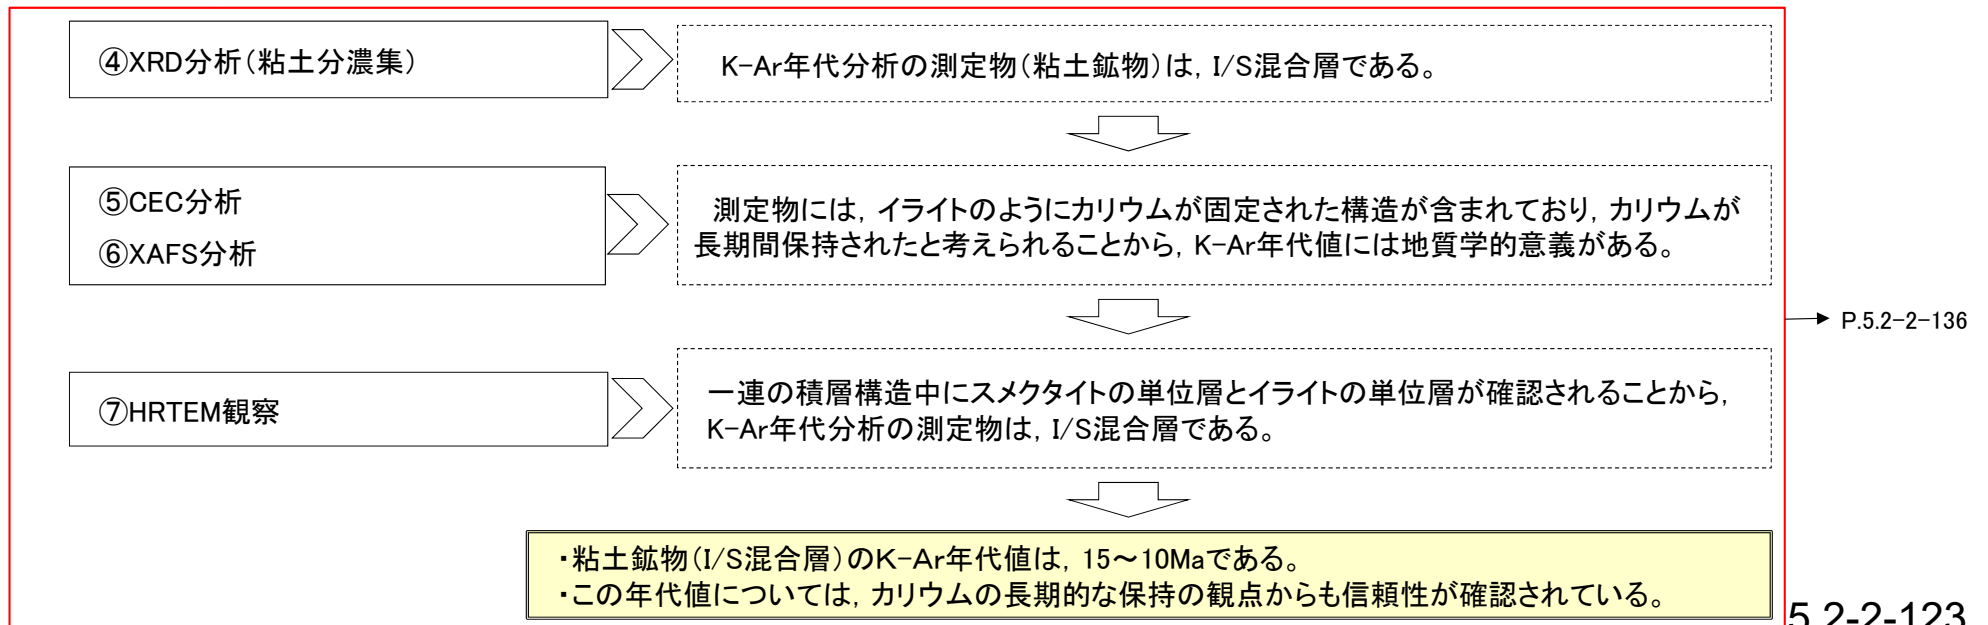 ④XRD分析（粘土分濃集）
K-Ar年代分析の測定物（粘土鉱物）は，I/S混合層である。
⑤CEC分析
⑥XAFS分析
測定物には，イライトのようにカリウムが固定された構造が含まれており，カリウムが
長期間保持されたと考えられることから，K-Ar年代値には地質学的意義がある。
P.5.2-2-136
⑦HRTEM観察
一連の積層構造中にスメクタイトの単位層とイライトの単位層が確認されることから，
K-Ar年代分析の測定物は，I/S混合層である。
・粘土鉱物（I/S混合層）のK-Ar年代値は，15～10Maである。
・この年代値については，カリウムの長期的な保持の観点からも信頼性が確認されている。
5.2-2-123